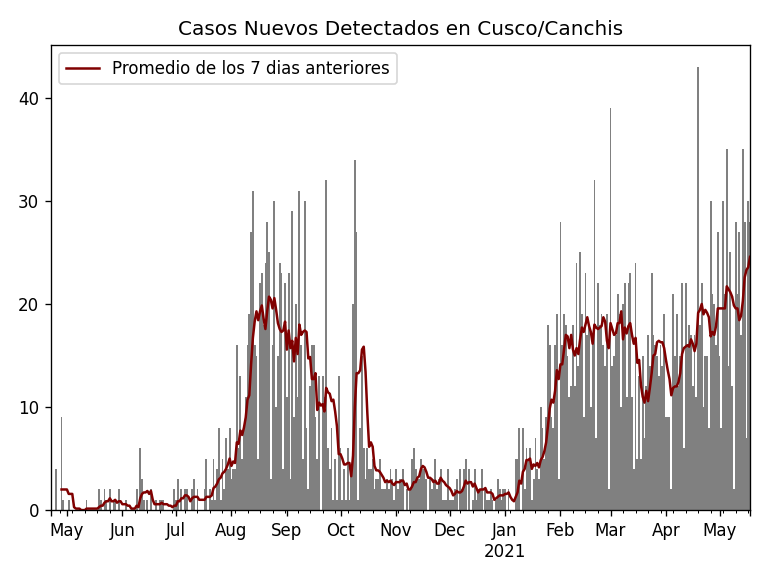 Casos Nuevos Detectados en Cusco/Canchis
Promedio de los 7 dias anteriores
40
30
20
10
0
May Jun Jul Aug Sep Oct Nov Dec Jan Feb Mar Apr May
2021